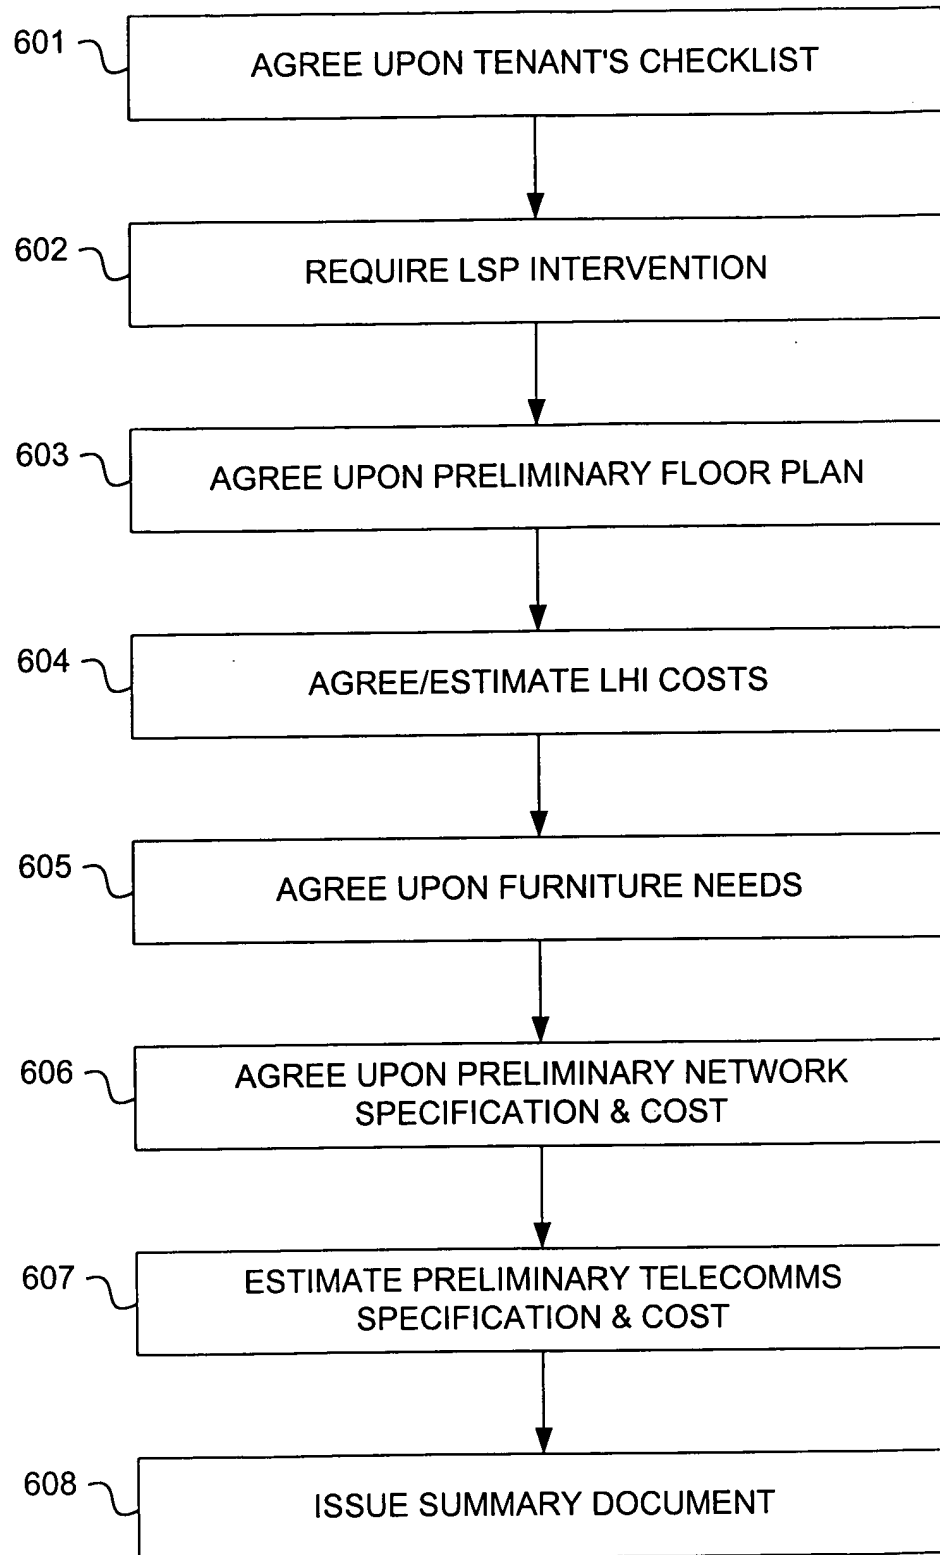 601
AGREE UPON TENANT'S CHECKLIST
602
REQUIRE LSP INTERVENTION
603
AGREE UPON PRELIMINARY FLOOR PLAN
604
AGREE/ESTIMATE LHI COSTS
605
AGREE UPON FURNITURE NEEDS
606
AGREE UPON PRELIMINARY NETWORK
SPECIFICATION & COST
607
ESTIMATE PRELIMINARY TELECOMMS
SPECIFICATION & COST
608
ISSUE SUMMARY DOCUMENT